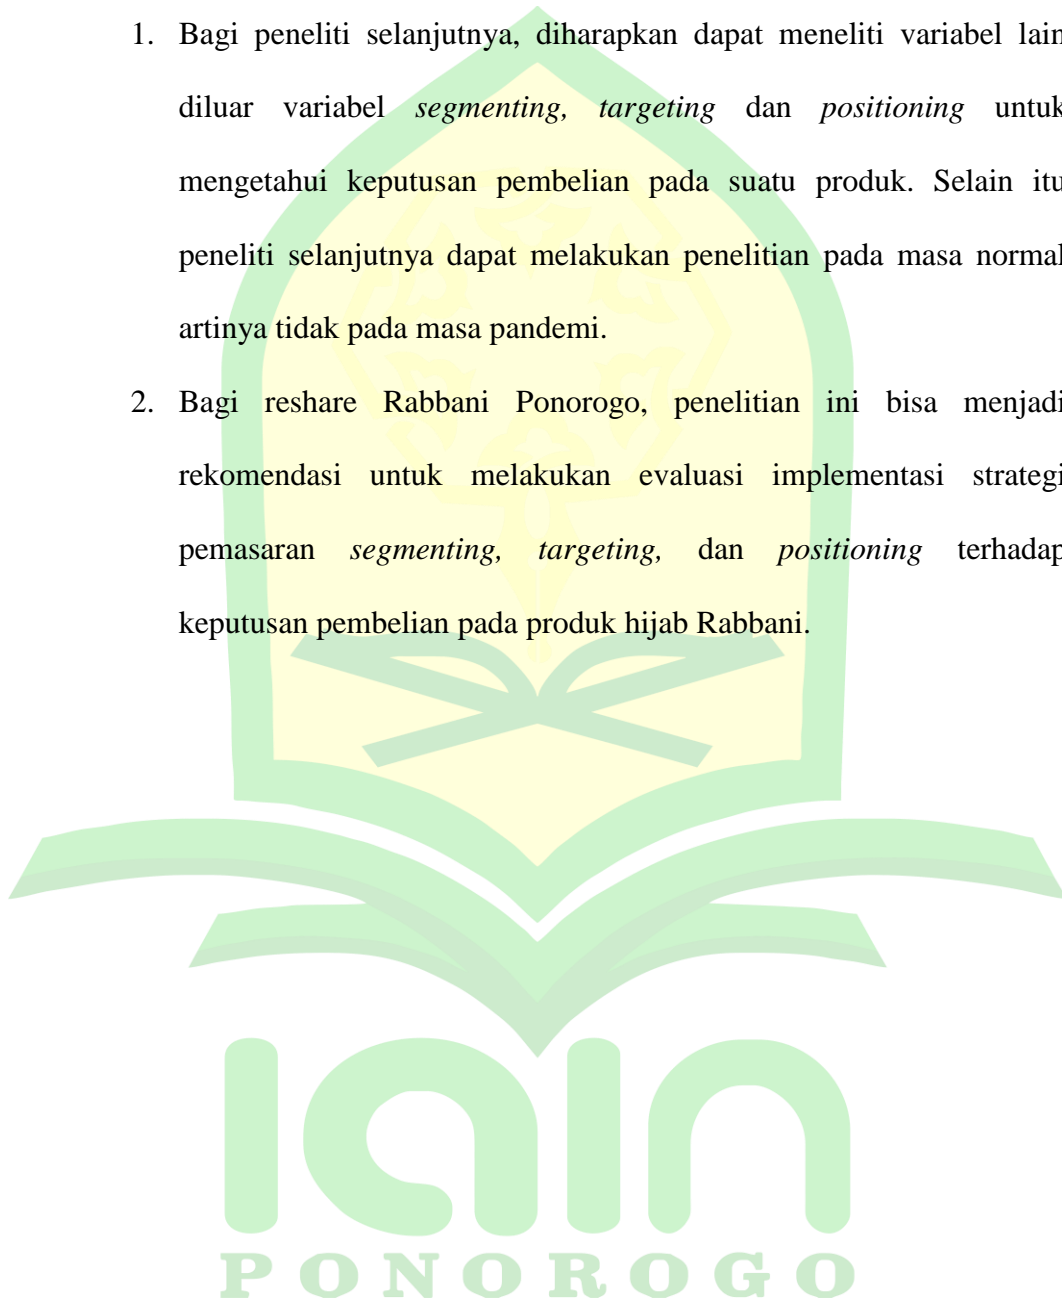 1. Bagi peneliti selanjutnya, diharapkan dapat meneliti variabel lain
diluar variabel segmenting, targeting dan positioning untuk
mengetahui keputusan pembelian pada suatu produk. Selain itu
peneliti selanjutnya dapat melakukan penelitian pada masa normal
artinya tidak pada masa pandemi.
2. Bagi reshare Rabbani Ponorogo, penelitian ini bisa menjadi
rekomendasi untuk melakukan evaluasi implementasi strategi
pemasaran segmenting, targeting, dan positioning terhadap
keputusan pembelian pada produk hijab Rabbani.
iain
PONOROGO